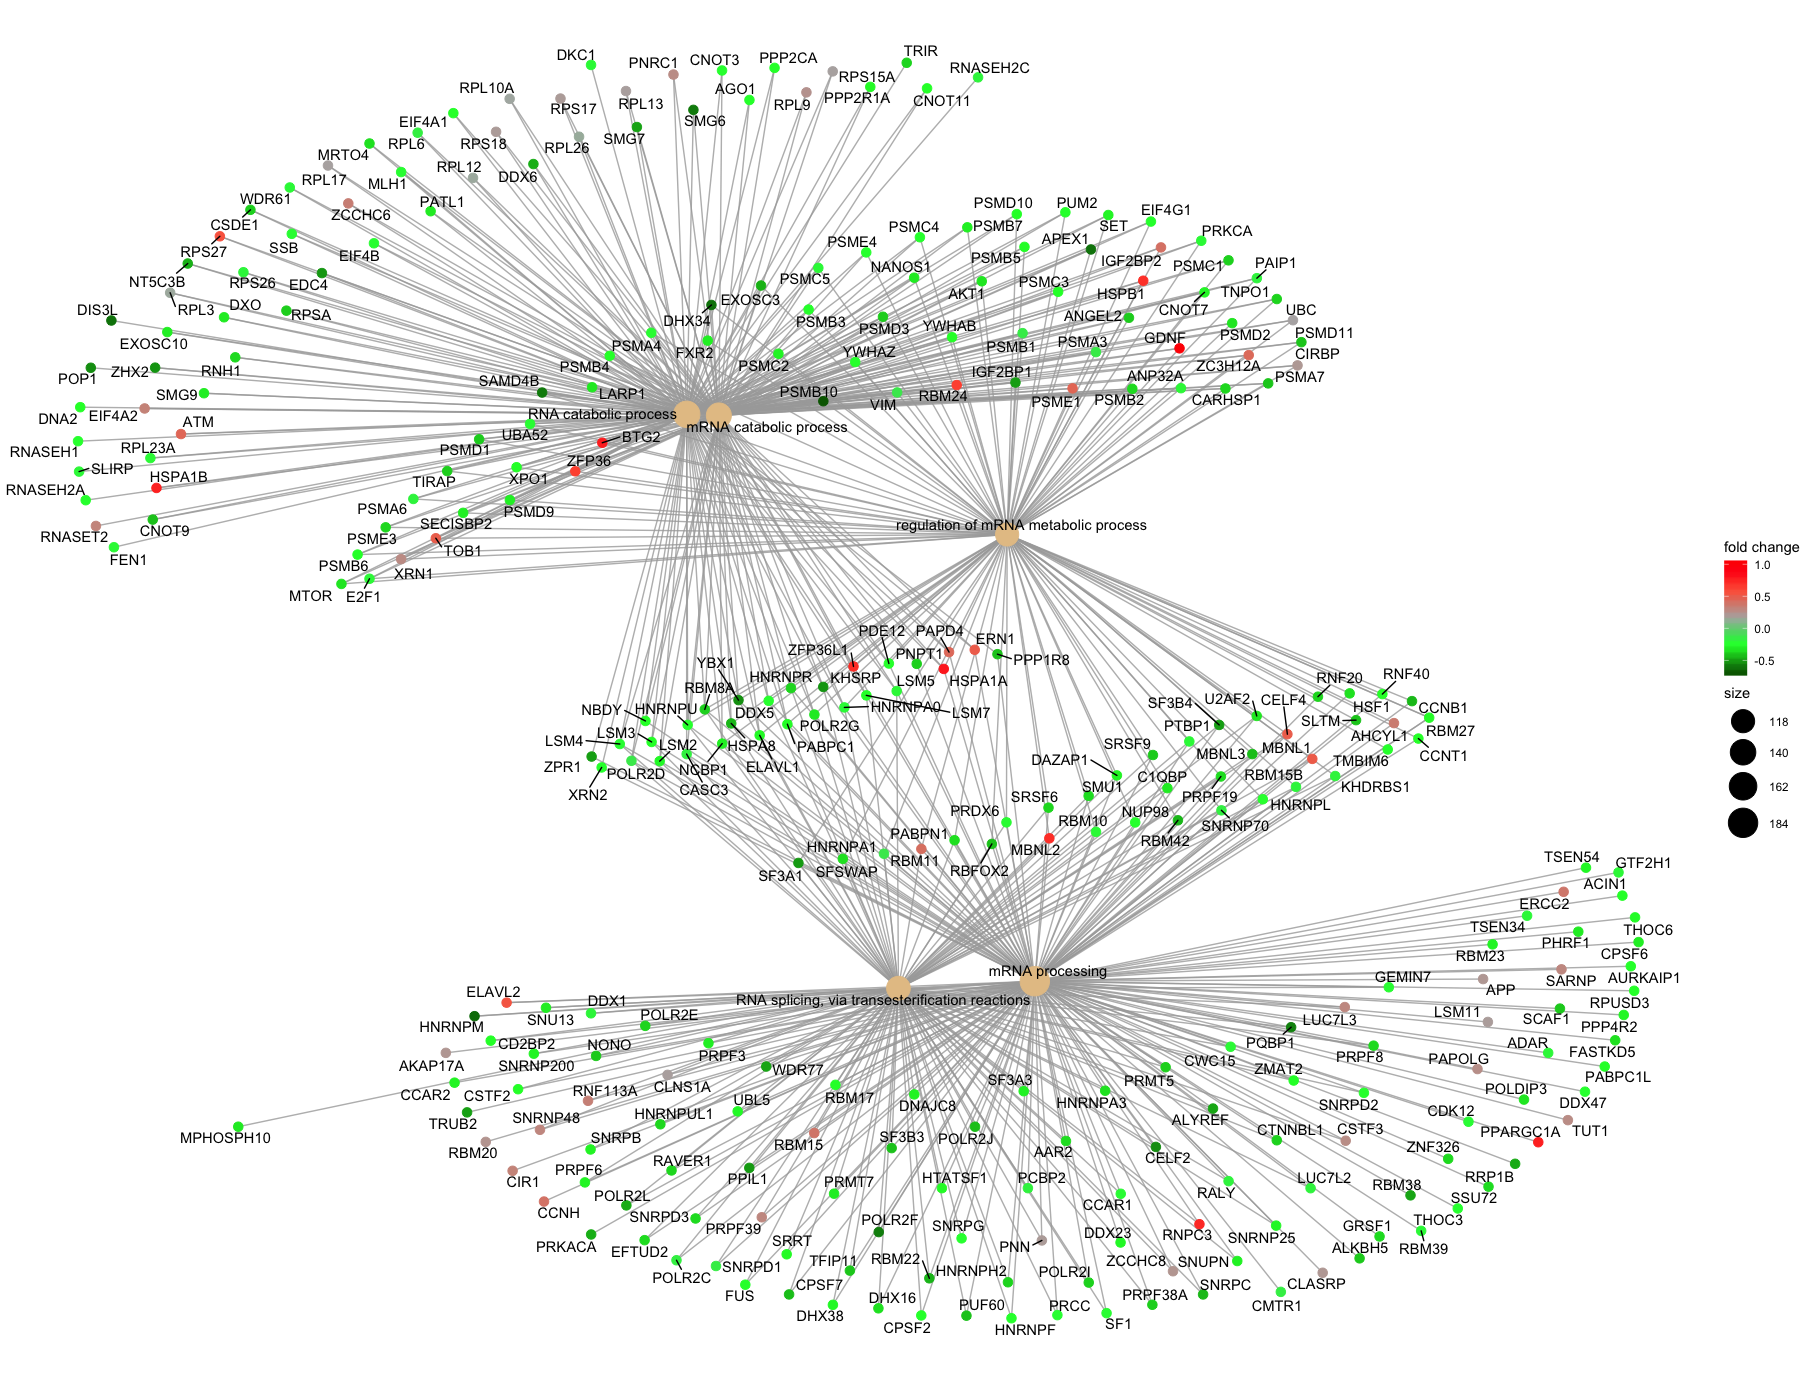 DKC1
PNRC1
CNOT3
PPP2CA
TRIR
RPL10A
RPS17
RPL13
AGO1
RPL9
RPS15A
PPP2R1A
RNASEH2C
CNOT11
EIF4A1
RPL6
RPS18
RPL26
SMG7
SMG6
MRTO4
RPL17
MLH1
RPL12
DDX6
WDR61
CSDE1
ZCCHC6
PATL1
RPS27
SSB
EIF4B
NT5C3B
RPS26
EDC4
DIS3L
RPL3
DXO
RPSA
EXOSC10
POP1
ZHX2
RNH1
SMG9
DNA2
EIF4A2
ATM
RNASEH1
RPL23A
SLIRP
HSPA1B
RNASEH2A
RNASET2
CNOT9
FEN1
PSMD10
PUM2
EIF4G1
PSMC4
PSMB7
SET
PRKCA
PSME4
APEX1
IGF2BP2
PSMC5
NANOS1
PSMB5
PSMC1
PAIP1
EXOSC3
AKT1
PSMC3
HSPB1
CNOT7
TNPO1
DHX34
PSMB3
PSMD3
YWHAB
ANGEL2
UBC
PSMA4
FXR2
PSMC2
YWHAZ
PSMB1
PSMA3
GDNF
PSMD2
PSMD11
PSMB4
IGF2BP1
ZC3H12A
CIRBP
SAMD4B
LARP1
PSMB10
VIM
RBM24
PSME1
PSMB2
ANP32A
CARHSP1
PSMA7
RNA catabolic process
mRNA catabolic process
UBA52
PSMD1
BTG2
ZFP36
TIRAP
XPO1
PSMA6
SECISBP2
PSMD9
PSME3
TOB1
PSMB6
XRN1
MTOR
E2F1
regulation of mRNA metabolic process
fold change
1.0
0.5
0.0
-0.5
size
118
140
162
184
PDE12
PAPD4
ERN1
ZFP36L1
PNPT1
PPP1R8
YBX1
HNRNPR
KHSRP
LSM5
HSPA1A
RBM8A
DDX5
HNRNPA0
LSM7
NBDY
HNRNPU
POLR2G
LSM4
LSM3
LSM2
HSPA8
PABPC1
ZPR1
POLR2D
NCBP1
ELAVL1
XRN2
CASC3
RNF20
RNF40
SF3B4
U2AF2
CELF4
HSF1
CCNB1
PTBP1
SLTM
RBM27
SRSF9
MBNL3
MBNL1
AHCYL1
CCNT1
DAZAP1
C1QBP
RBM15B
TMBIM6
SMU1
PRPF19
HNRNPL
KHDRBS1
SRSF6
NUP98
PRDX6
RBM10
SNRNP70
RBM42
PABPN1
MBNL2
HNRNPA1
RBM11
RBFOX2
SF3A1
SFSWAP
TSEN54
GTF2H1
ACIN1
ERCC2
TSEN34
THOC6
RBM23
PHRF1
CPSF6
mRNA processing
GEMIN7
APP
SARNP
AURKAIP1
RNA splicing, via transesterification reactions
RPUSD3
LUC7L3
LSM11
SCAF1
PPP4R2
PQBP1
PRPF8
ADAR
FASTKD5
CWC15
PAPOLG
PABPC1L
ZMAT2
POLDIP3
DDX47
SNRPD2
CDK12
PPARGC1A
TUT1
ELAVL2
DDX1
HNRNPM
SNU13
POLR2E
CD2BP2
NONO
PRPF3
AKAP17A
SNRNP200
WDR77
CCAR2
CSTF2
RNF113A
CLNS1A
SF3A3
PRMT5
TRUB2
SNRNP48
HNRNPUL1
UBL5
RBM17
DNAJC8
HNRNPA3
ALYREF
MPHOSPH10
RBM20
SNRPB
RBM15
SF3B3
POLR2J
AAR2
CTNNBL1
CSTF3
ZNF326
CIR1
PRPF6
RAVER1
PPIL1
PRMT7
HTATSF1
PCBP2
CELF2
RALY
LUC7L2
RBM38
RRP1B
SSU72
CCNH
POLR2L
SNRPD3
PRPF39
POLR2F
SNRPG
CCAR1
THOC3
PRKACA
EFTUD2
SRRT
PNN
DDX23
RNPC3
SNRNP25
GRSF1
RBM39
TFIP11
RBM22
HNRNPH2
ZCCHC8
SNUPN
ALKBH5
POLR2C
SNRPD1
FUS
CPSF7
POLR2I
SNRPC
CLASRP
DHX38
DHX16
PUF60
PRCC
PRPF38A
CMTR1
CPSF2
HNRNPF
SF1